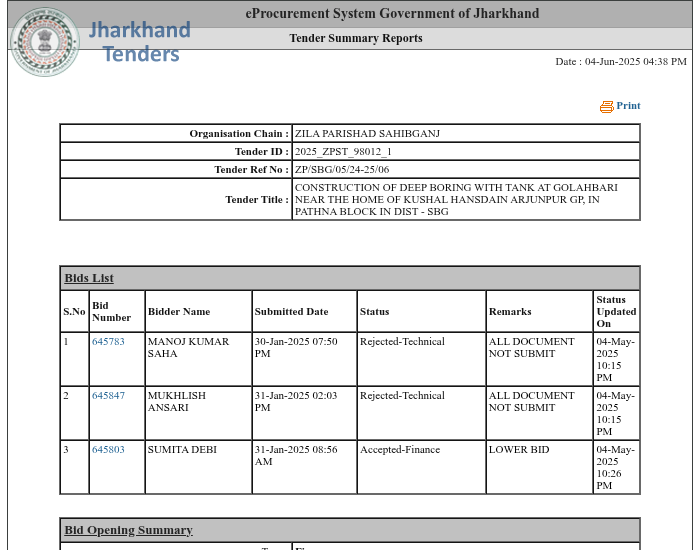 eProcurement System Government of Jharkhand
Jharkhand
Tenders
Tender Summary Reports
Date : 04-Jun-2025 04:38 PM
Print
Organisation Chain : ZILA PARISHAD SAHIBGANJ
Tender ID : 2025_ZPST_98012_1
Tender Ref No : ZP/SBG/05/24-25/06
Tender Title : CONSTRUCTION OF DEEP BORING WITH TANK AT GOLAHBARI
NEAR THE HOME OF KUSHAL HANSDAIN ARJUNPUR GP, IN
PATHNA BLOCK IN DIST - SBG
Bids List
S.No Bid Number Bidder Name Submitted Date Status Remarks Status Updated On
1 645783 MANOJ KUMAR SAHA 30-Jan-2025 07:50 PM Rejected-Technical ALL DOCUMENT NOT SUBMIT 04-May-2025 10:15 PM
2 645847 MUKHLISH ANSARI 31-Jan-2025 02:03 PM Rejected-Technical ALL DOCUMENT NOT SUBMIT 04-May-2025 10:15 PM
3 645803 SUMITA DEBI 31-Jan-2025 08:56 AM Accepted-Finance LOWER BID 04-May-2025 10:26 PM
Bid Opening Summary